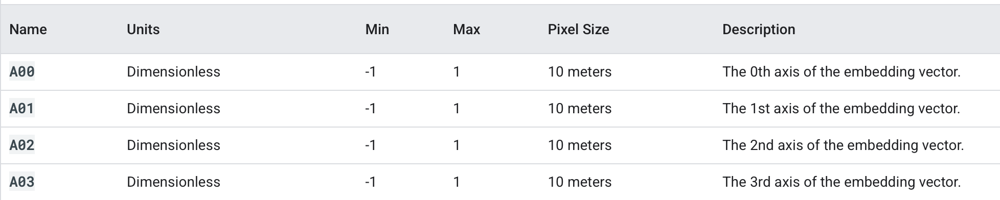 Name Units Min Max Pixel Size Description
A00 Dimensionless -1 1 10 meters The 0th axis of the embedding vector.
A01 Dimensionless -1 1 10 meters The 1st axis of the embedding vector.
A02 Dimensionless -1 1 10 meters The 2nd axis of the embedding vector.
A03 Dimensionless -1 1 10 meters The 3rd axis of the embedding vector.